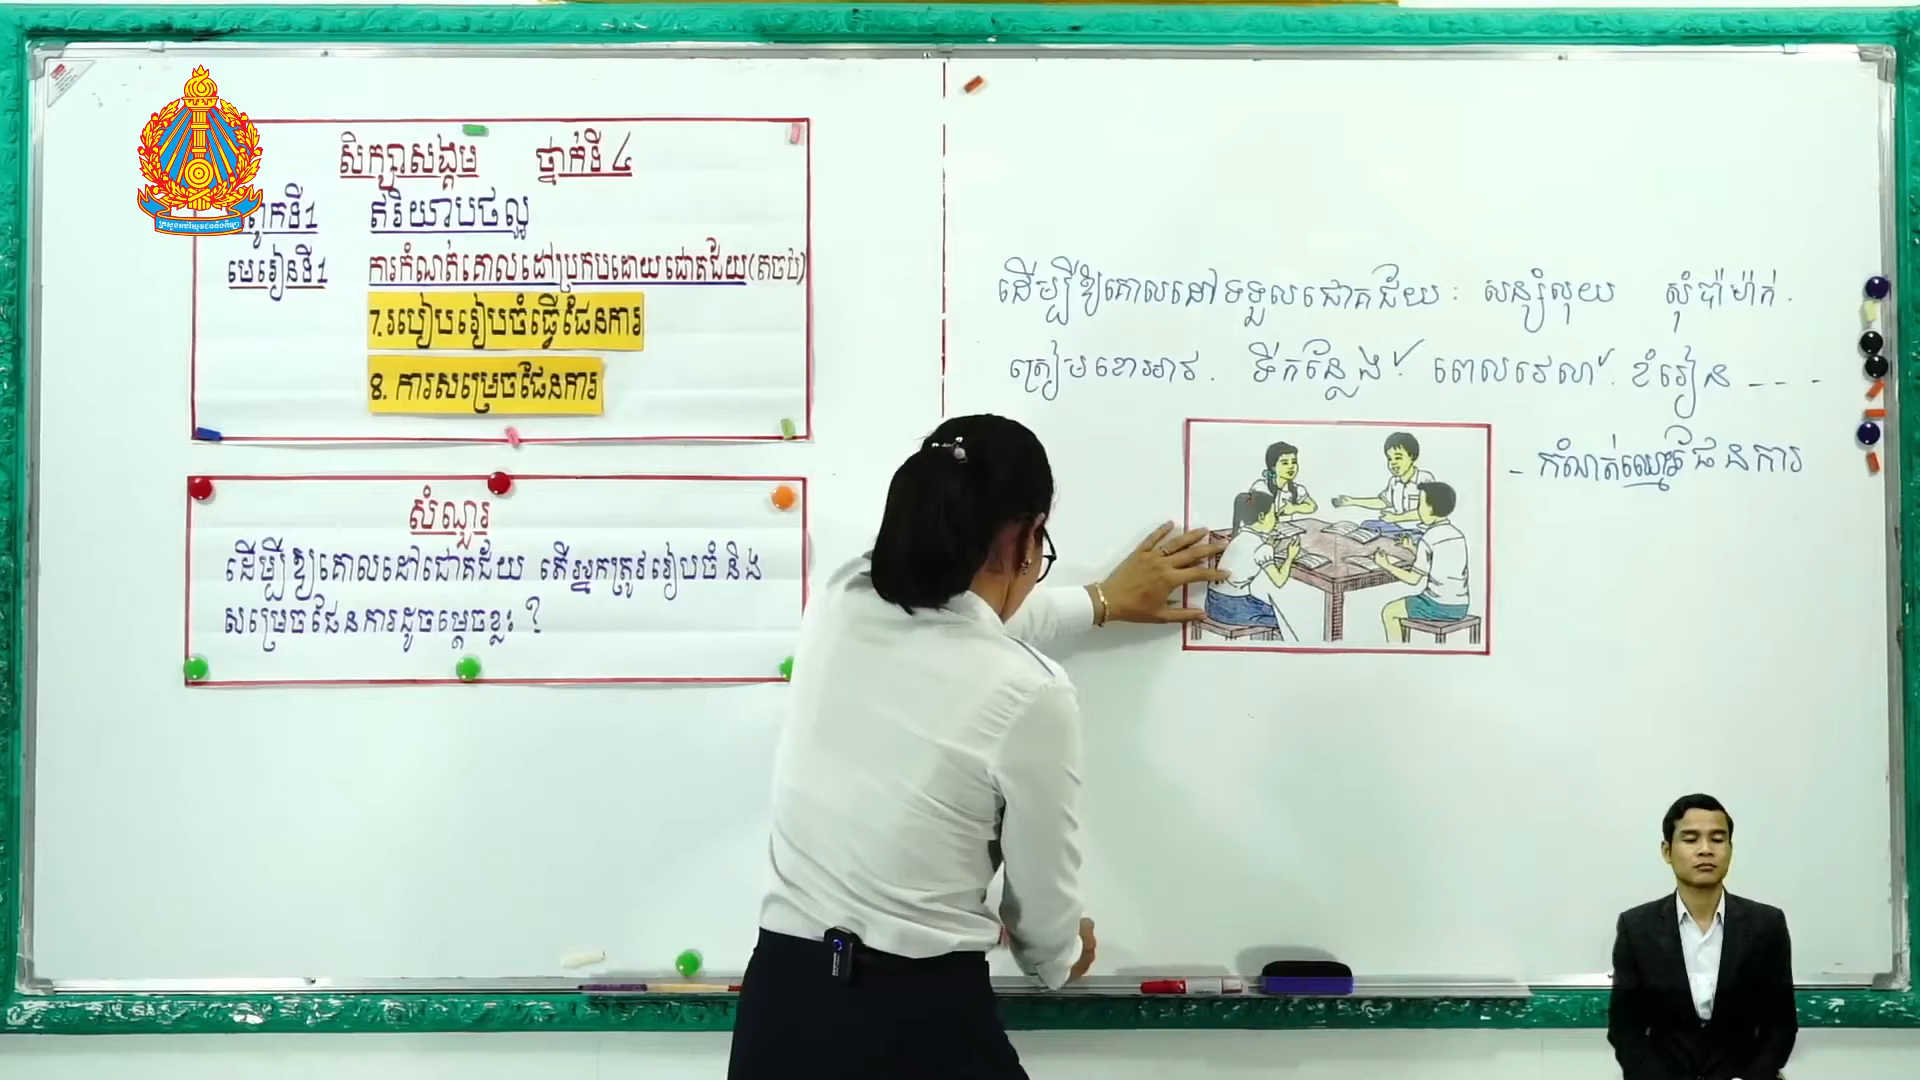 សិក្សាសង្គម ថ្នាក់ទី ៤
ទី1 ឥរិយាបថល្អ
មេរៀនទី1 ការកំណត់គោលដៅប្រកបដោយជោគជ័យ(តចប់)
7. របៀបរៀបចំធ្វើផែនការ
8. ការសម្រេចផែនការ
សំណួរ
ដើម្បីឱ្យគោលដៅជោគជ័យ តើអ្នកត្រូវរៀបចំ និង
សម្រេចផែនការដូចម្តេចខ្លះ ?
ដើម្បីឱ្យគោលដៅទទួលជោគជ័យ : សន្សំលុយ សុំប៉ាម៉ាក់.
ត្រៀមខោអាវ. ទីកន្លែង. ពេលវេលា. ខំរៀន - - - -
- កំណត់ឈ្មោះផែនការ